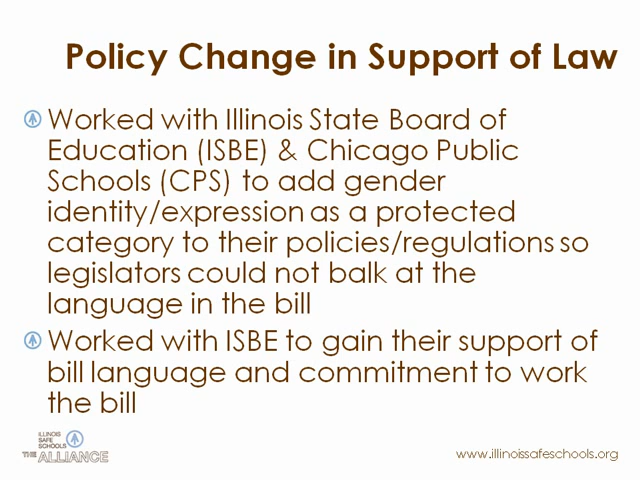 Policy Change in Support of Law
Worked with Illinois State Board of
Education (ISBE) & Chicago Public
Schools (CPS) to add gender
identity/expression as a protected
category to their policies/regulations so
legislators could not balk at the
language in the bill
Worked with ISBE to gain their support of
bill language and commitment to work
the bill
ILLINOIS
SAFE
SCHOOLS
THE ALLIANCE
www.illinoissafeschools.org